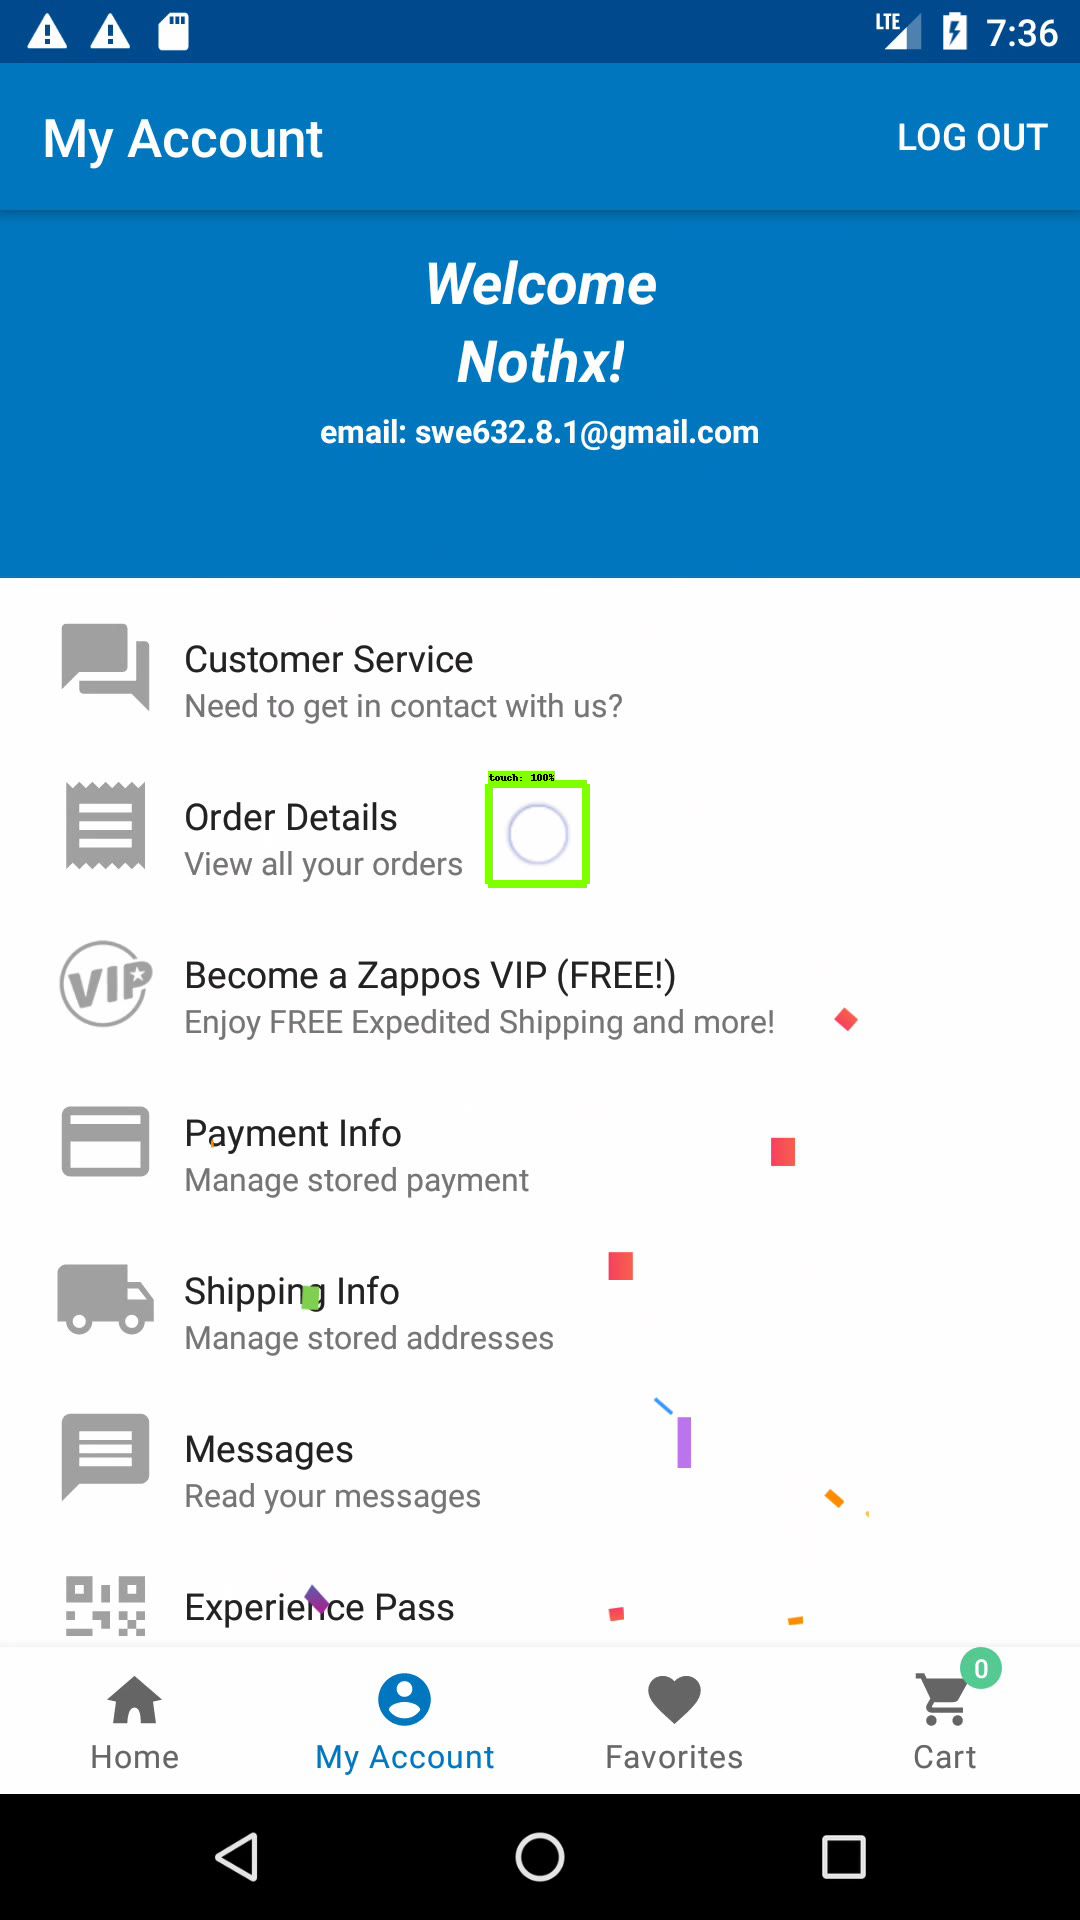 LTE 7:36
My Account LOG OUT
Welcome
Nothx!
email: swe632.8.1@gmail.com
Customer Service
Need to get in contact with us?
touch: 100%
Order Details
View all your orders
VIP
Become a Zappos VIP (FREE!)
Enjoy FREE Expedited Shipping and more!
Payment Info
Manage stored payment
Shipping Info
Manage stored addresses
Messages
Read your messages
Experience Pass
0
Home My Account Favorites Cart